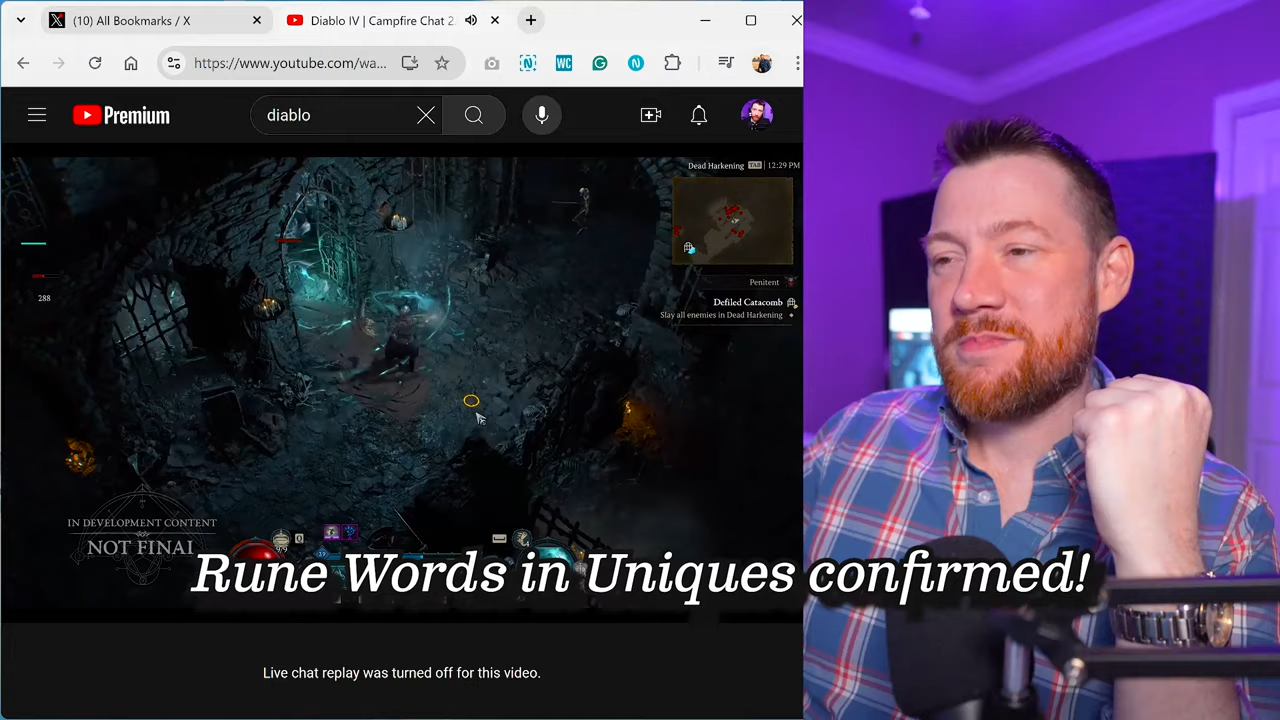 (10) All Bookmarks / X
Diablo IV | Campfire Chat 2
https://www.youtube.com/wa...
WC
Premium
diablo
Dead Harkening TAB | 12:29 PM
Penitent
Defiled Catacomb
Slay all enemies in Dead Harkening
288
IN DEVELOPMENT CONTENT
NOT FINAL
Rune Words in Uniques confirmed!
Live chat replay was turned off for this video.